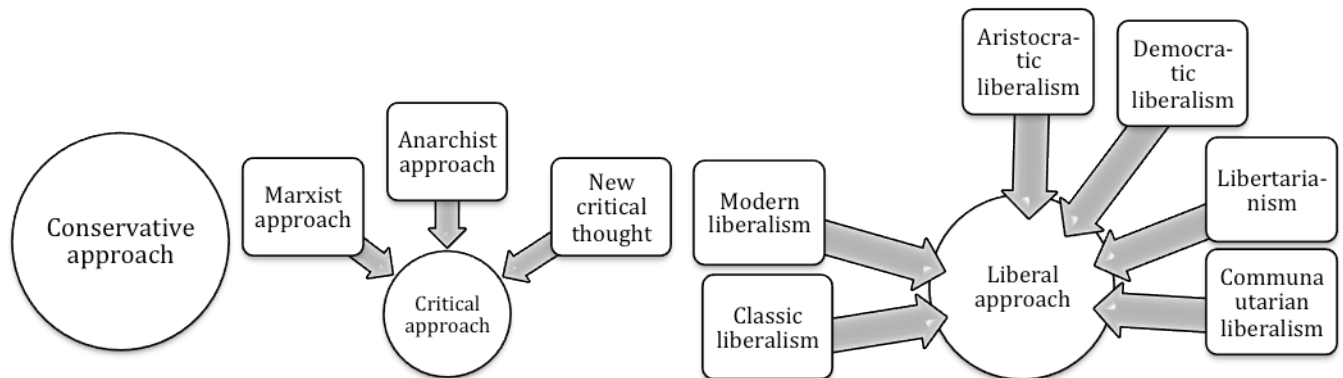 Conservative
approach
Marxist
approach
Anarchist
approach
New
critical
thought
Critical
approach
Modern
liberalism
Classic
liberalism
Aristocra-
tic
liberalism
Democra-
tic
liberalism
Libertaria-
nism
Communa
utarian
liberalism
Liberal
approach